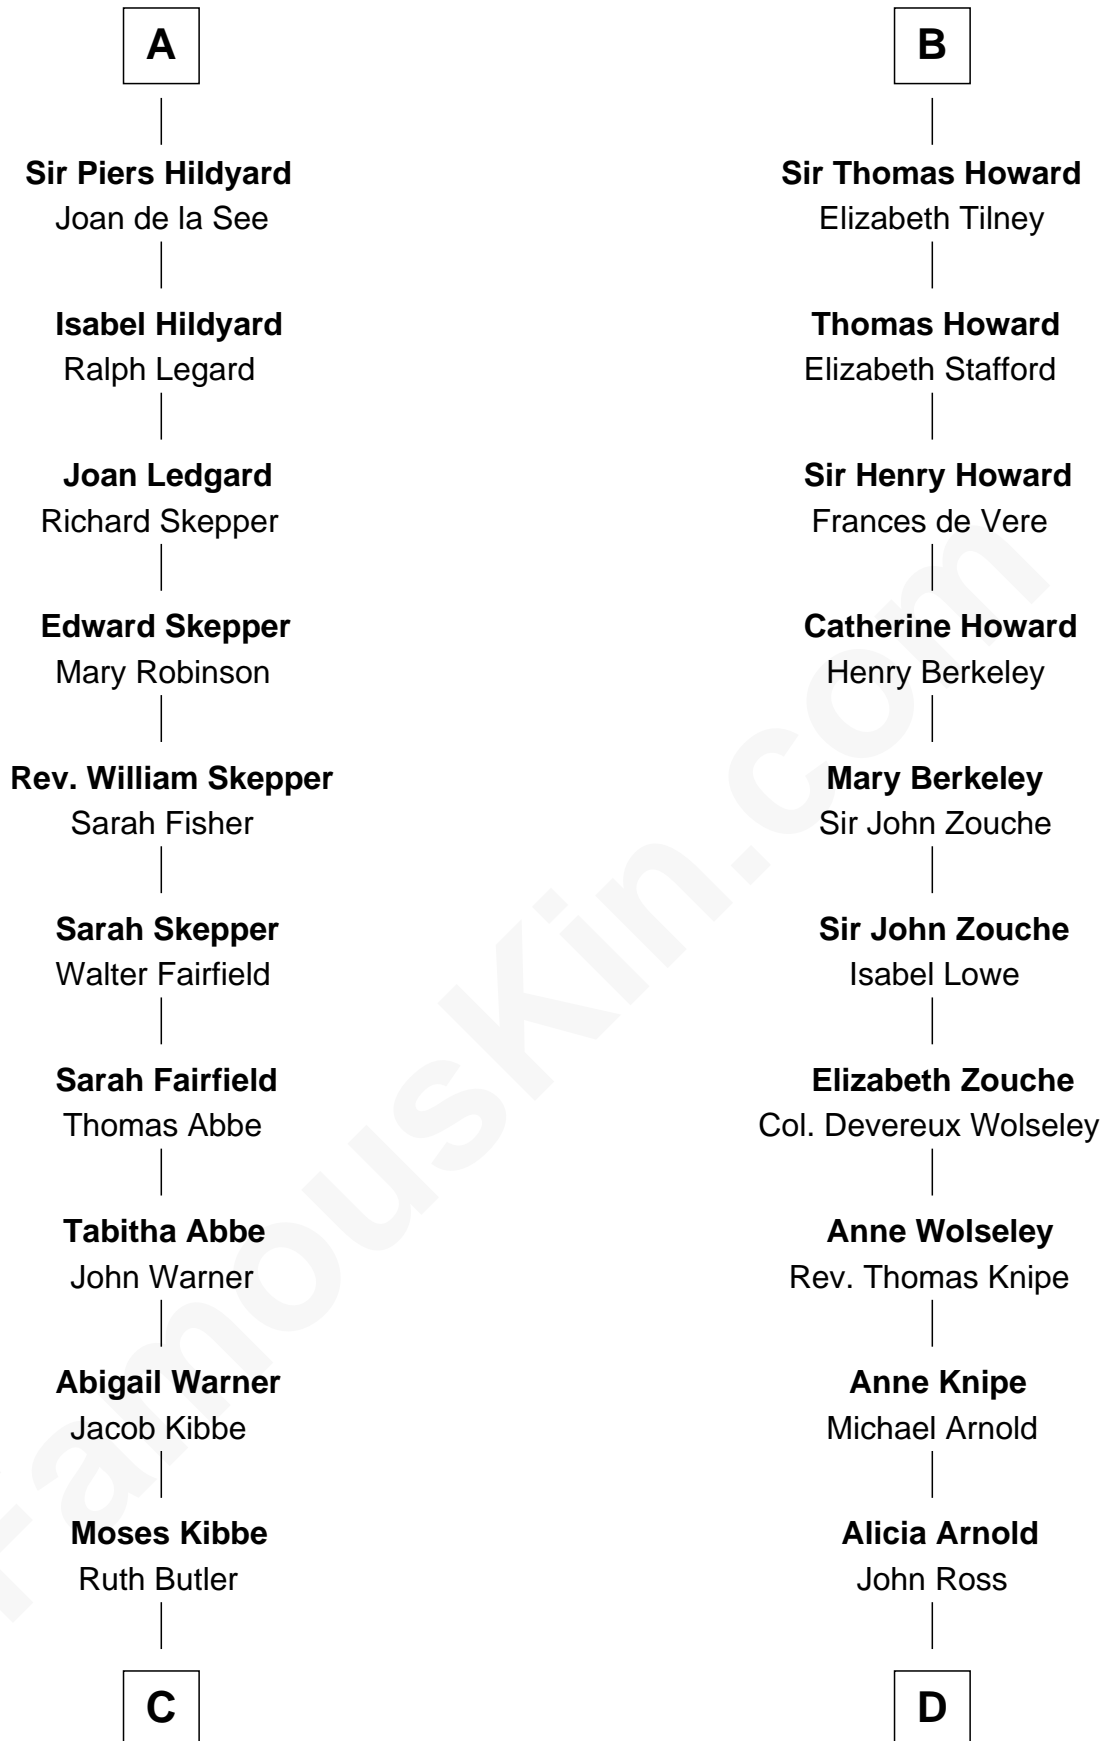 A
Sir Piers Hildyard
Joan de la See
Isabel Hildyard
Ralph Legard
Joan Ledgard
Richard Skepper
Edward Skepper
Mary Robinson
Rev. William Skepper
Sarah Fisher
Sarah Skepper
Walter Fairfield
Sarah Fairfield
Thomas Abbe
Tabitha Abbe
John Warner
Abigail Warner
Jacob Kibbe
Moses Kibbe
Ruth Butler
C
B
Sir Thomas Howard
Elizabeth Tilney
Thomas Howard
Elizabeth Stafford
Sir Henry Howard
Frances de Vere
Catherine Howard
Henry Berkeley
Mary Berkeley
Sir John Zouche
Sir John Zouche
Isabel Lowe
Elizabeth Zouche
Col. Devereux Wolseley
Anne Wolseley
Rev. Thomas Knipe
Anne Knipe
Michael Arnold
Alicia Arnold
John Ross
D
FamousKin.com